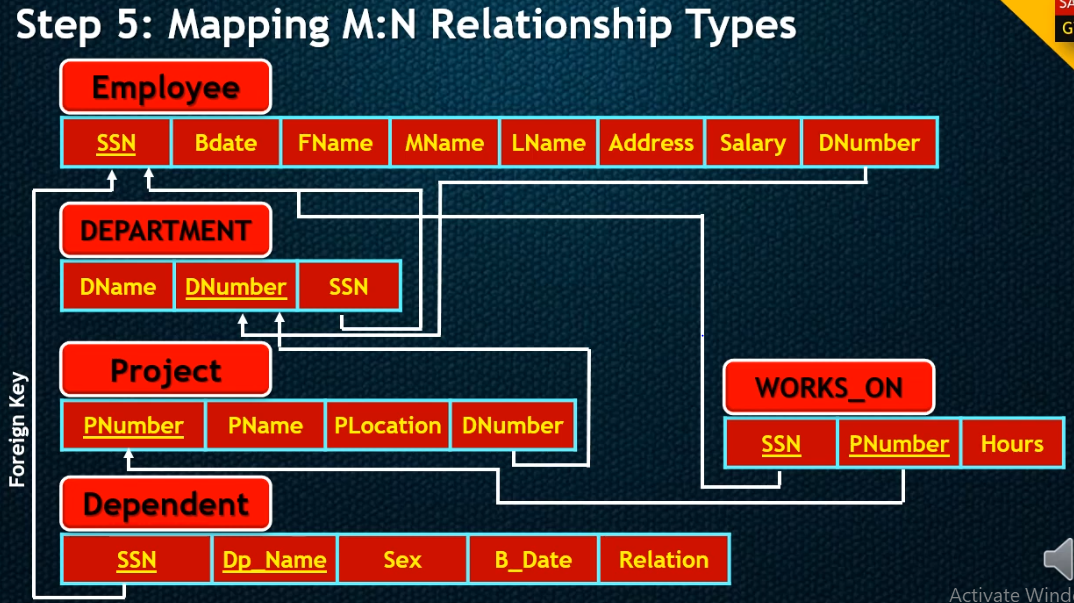 Step 5: Mapping M:N Relationship Types
SA
G
Employee
SSN Bdate FName MName LName Address Salary DNumber
DEPARTMENT
DName DNumber SSN
Project
PNumber PName PLocation DNumber
WORKS_ON
SSN PNumber Hours
Foreign Key
Dependent
SSN Dp_Name Sex B_Date Relation
Activate Wind